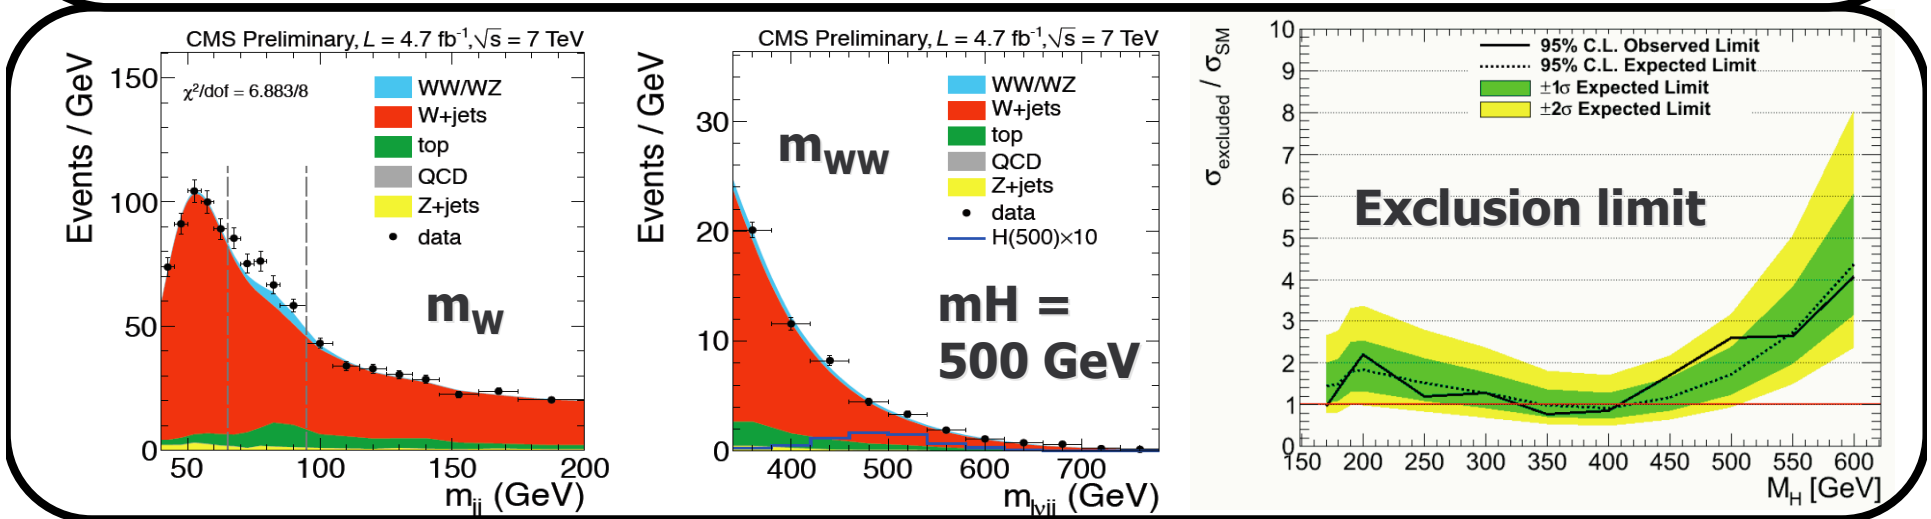 CMS Preliminary, L = 4.7 fb⁻¹, √s = 7 TeV
Events / GeV
150
100
50
0
χ²/dof = 6.883/8
WW/WZ
W+jets
top
QCD
Z+jets
data
mW
50 100 150 200
mjj (GeV)
CMS Preliminary, L = 4.7 fb⁻¹, √s = 7 TeV
Events / GeV
30
20
10
0
mWW
WW/WZ
W+jets
top
QCD
Z+jets
data
H(500)×10
mH =
500 GeV
400 500 600 700
mlνjj (GeV)
σexcluded / σSM
10
9
8
7
6
5
4
3
2
1
0
95% C.L. Observed Limit
95% C.L. Expected Limit
±1σ Expected Limit
±2σ Expected Limit
Exclusion limit
150 200 250 300 350 400 450 500 550 600
MH [GeV]